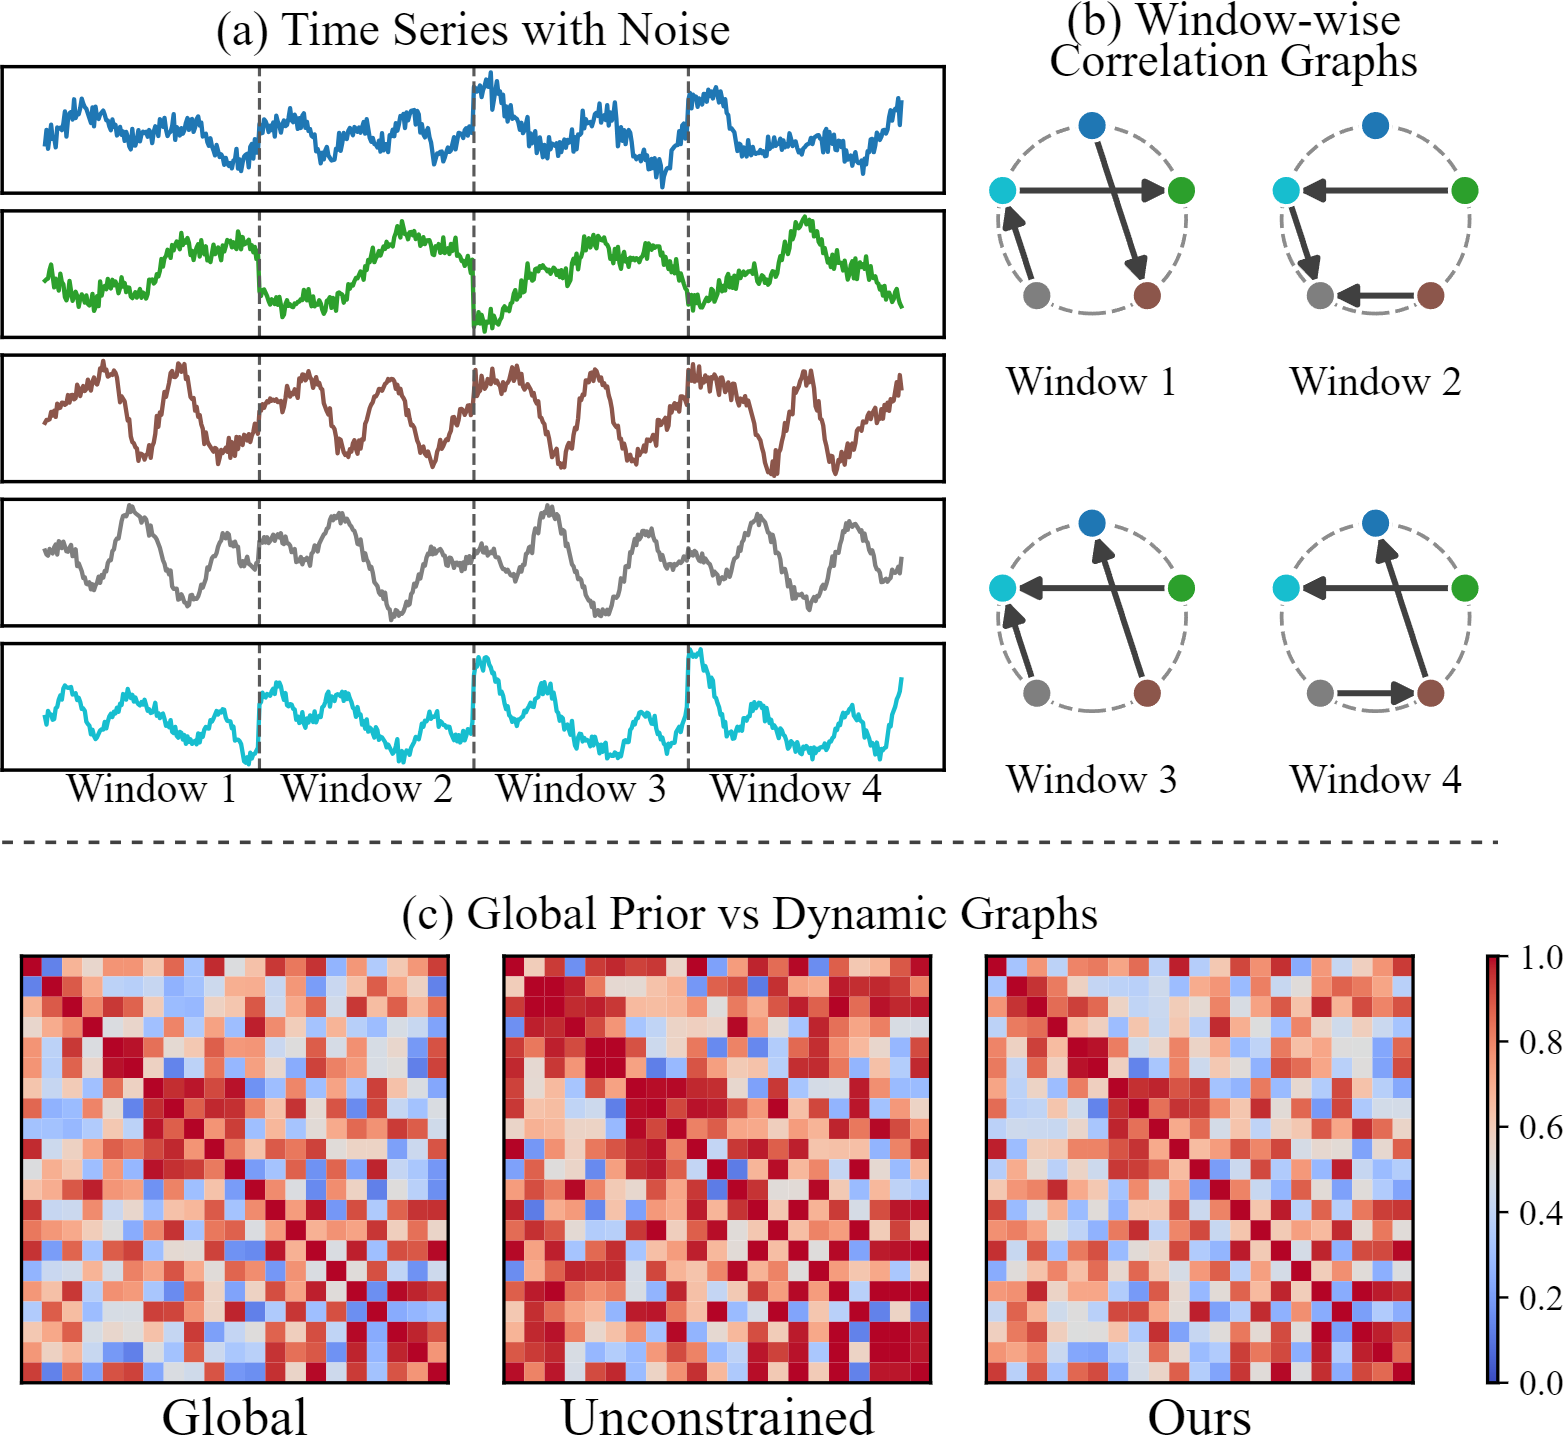 (a) Time Series with Noise
Window 1
Window 2
Window 3
Window 4
(b) Window-wise
Correlation Graphs
Window 1
Window 2
Window 3
Window 4
(c) Global Prior vs Dynamic Graphs
Global
Unconstrained
Ours
1.0
0.8
0.6
0.4
0.2
0.0